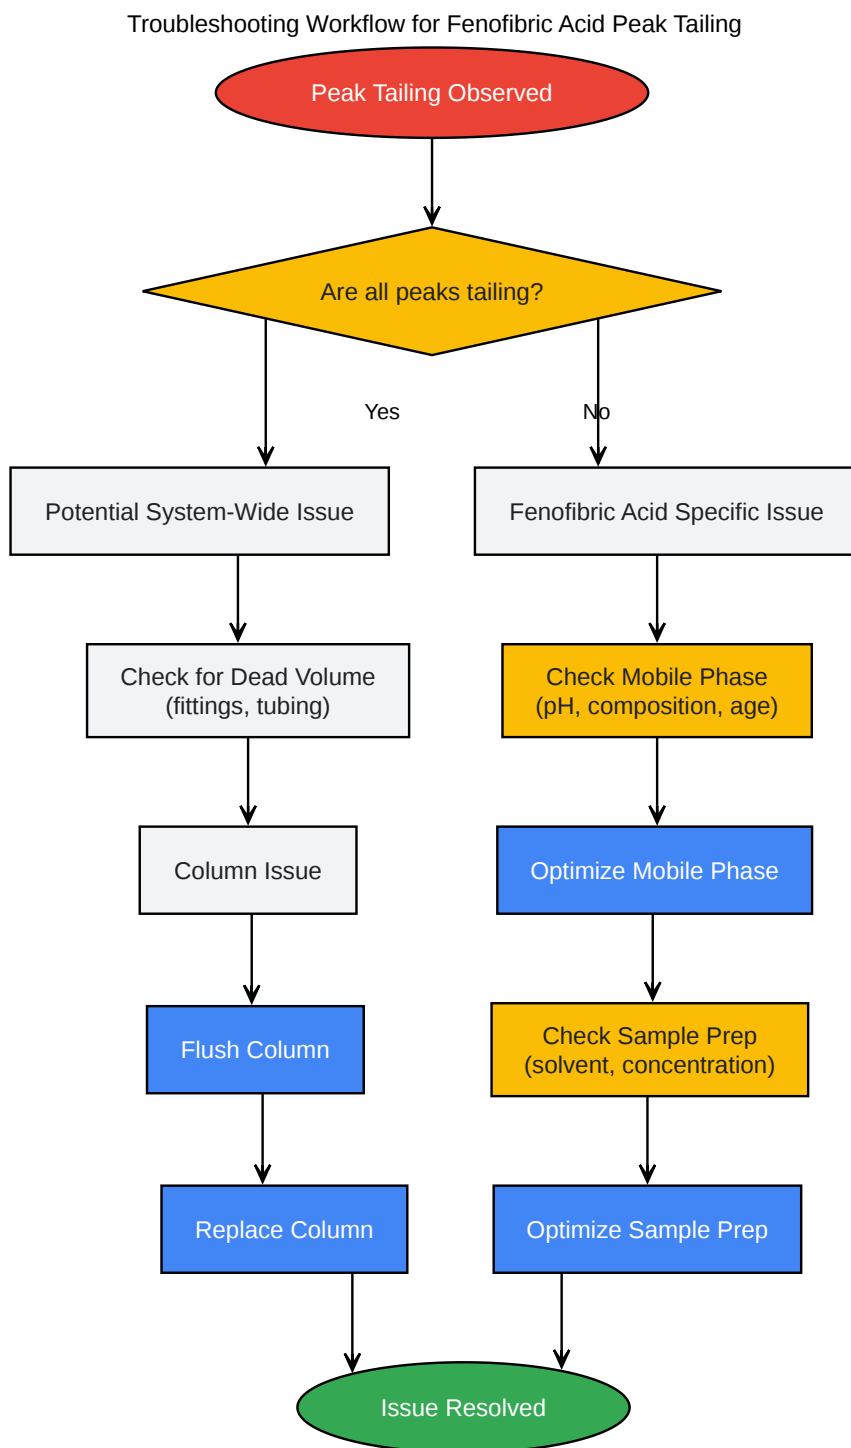 Troubleshooting Workflow for Fenofibric Acid Peak Tailing
Peak Tailing Observed
Are all peaks tailing?
Yes
No
Potential System-Wide Issue
Fenofibric Acid Specific Issue
Check for Dead Volume
(fittings, tubing)
Check Mobile Phase
(pH, composition, age)
Column Issue
Optimize Mobile Phase
Flush Column
Check Sample Prep
(solvent, concentration)
Replace Column
Optimize Sample Prep
Issue Resolved